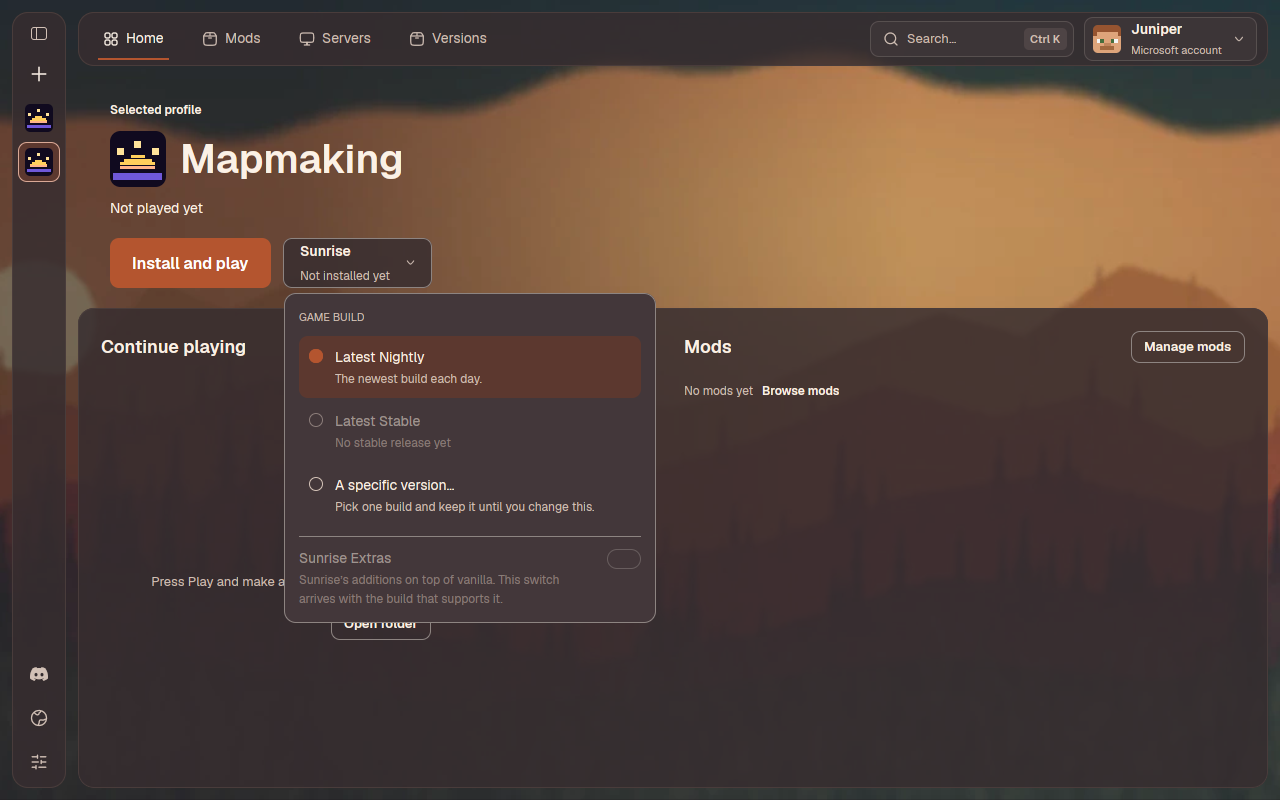 Home
Mods
Servers
Versions
Search...
Ctrl K
Juniper
Microsoft account
Selected profile
Mapmaking
Not played yet
Install and play
Sunrise
Not installed yet
GAME BUILD
Latest Nightly
The newest build each day.
Latest Stable
No stable release yet
A specific version...
Pick one build and keep it until you change this.
Sunrise Extras
Sunrise's additions on top of vanilla. This switch
arrives with the build that supports it.
Continue playing
Press Play and make a
Open folder
Mods
Manage mods
No mods yet Browse mods